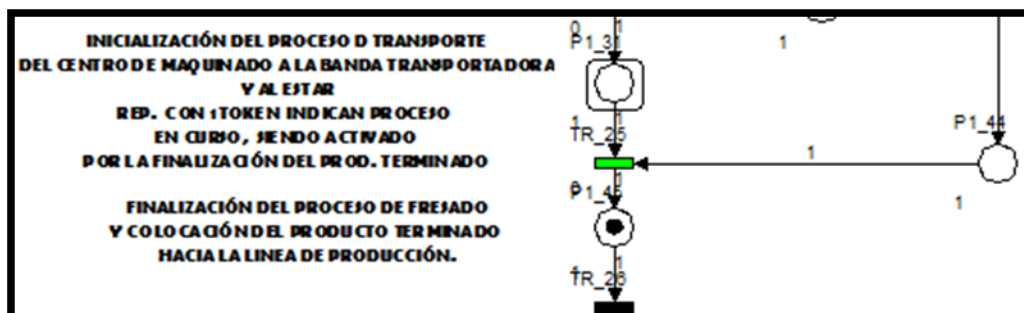 INICIALIZACIÓN DEL PROCESO D TRANSPORTE
DEL CENTRO DE MAQUINADO A LA BANDA TRANSPORTADORA
Y AL ESTAR
REP. CON 1TOKEN INDICAN PROCESO
EN CURSO, SIENDO ACTIVADO
POR LA FINALIZACIÓN DEL PROD. TERMINADO
FINALIZACIÓN DEL PROCESO DE FRESADO
Y COLOCACIÓN DEL PRODUCTO TERMINADO
HACIA LA LINEA DE PRODUCCIÓN.
0
1
P1_31
1
1
1
TR_25
P1_44
1
1
P1_45
1
1
TR_26